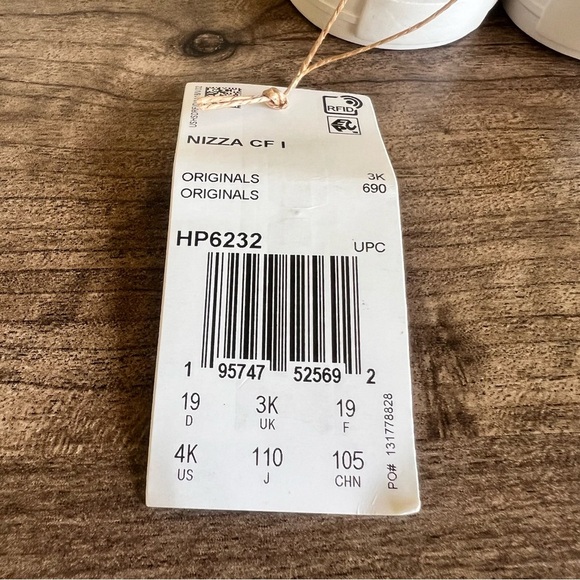 RFID
NIZZA CF I
ORIGINALS 3K
ORIGINALS 690
HP6232 UPC
1 95747 52569 2
19 3K 19
D UK F
4K 110 105
US J CHN
PO# 131778828